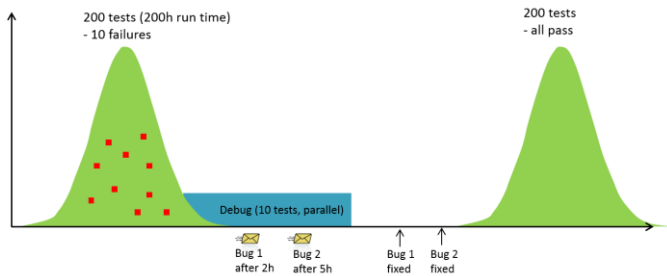 200 tests (200h run time)
- 10 failures
200 tests
- all pass
Debug (10 tests, parallel)
Bug 1
after 2h
Bug 2
after 5h
Bug 1
fixed
Bug 2
fixed